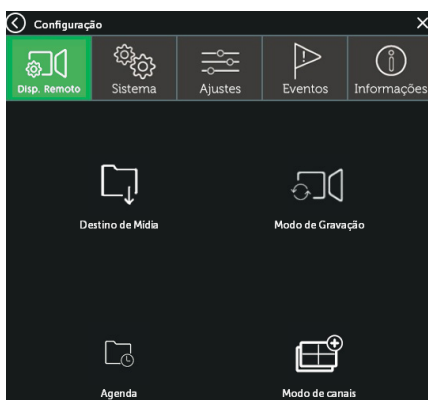 Configuração
Disp. Remoto Sistema Ajustes Eventos Informações
Destino de Mídia Modo de Gravação
Agenda Modo de canais